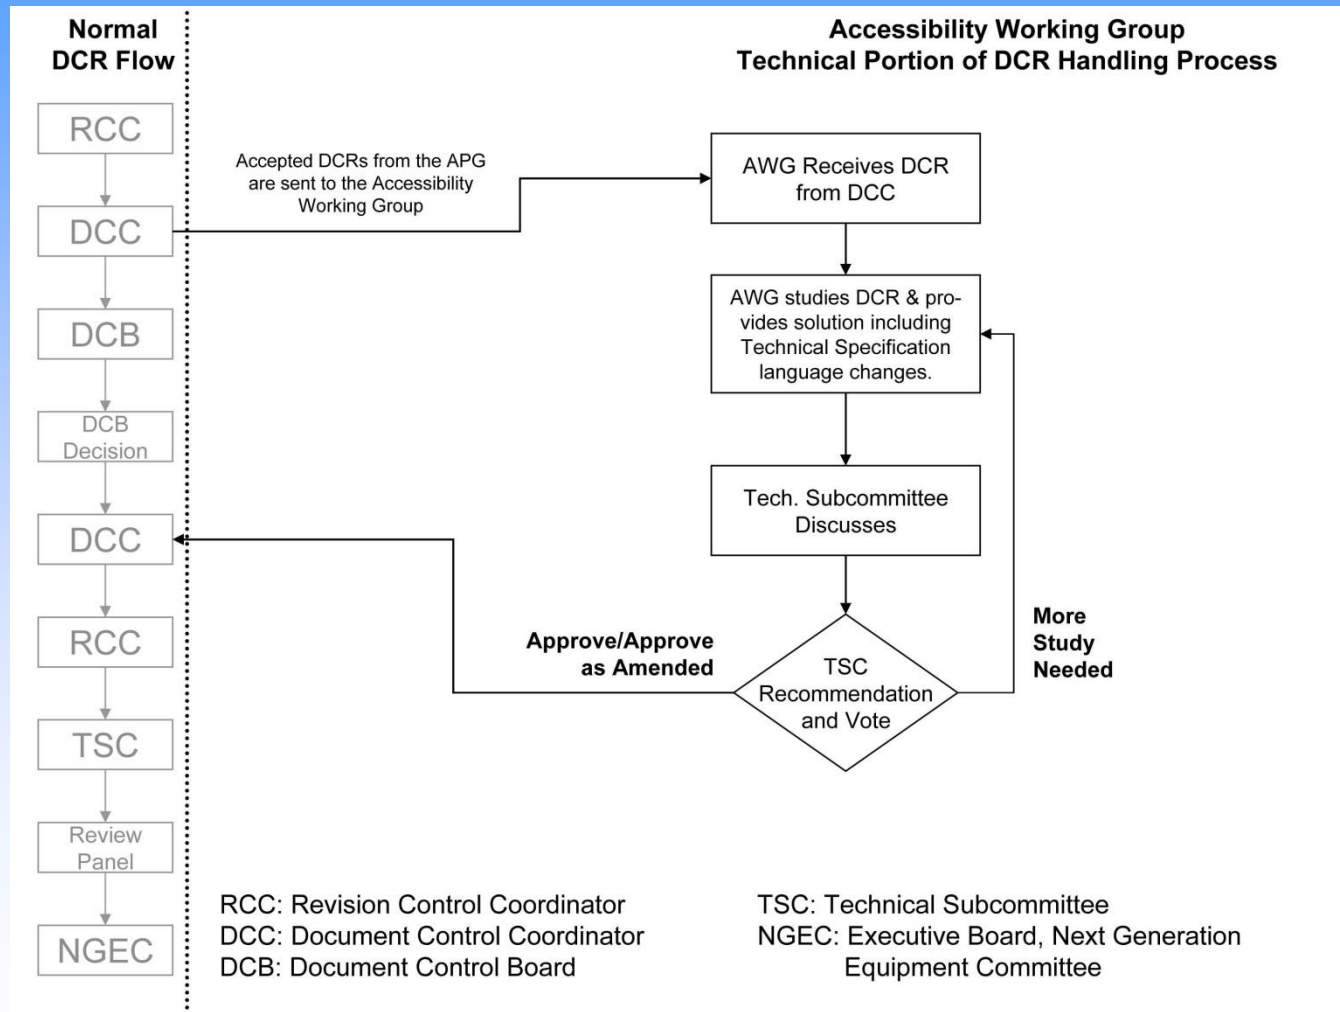 Normal
DCR Flow
RCC
DCC
DCB
DCB
Decision
DCC
RCC
TSC
Review
Panel
NGEC
Accessibility Working Group
Technical Portion of DCR Handling Process
Accepted DCRs from the APG
are sent to the Accessibility
Working Group
AWG Receives DCR
from DCC
AWG studies DCR & pro-
vides solution including
Technical Specification
language changes.
Tech. Subcommittee
Discusses
TSC
Recommendation
and Vote
Approve/Approve
as Amended
More
Study
Needed
RCC: Revision Control Coordinator
DCC: Document Control Coordinator
DCB: Document Control Board
TSC: Technical Subcommittee
NGEC: Executive Board, Next Generation
Equipment Committee